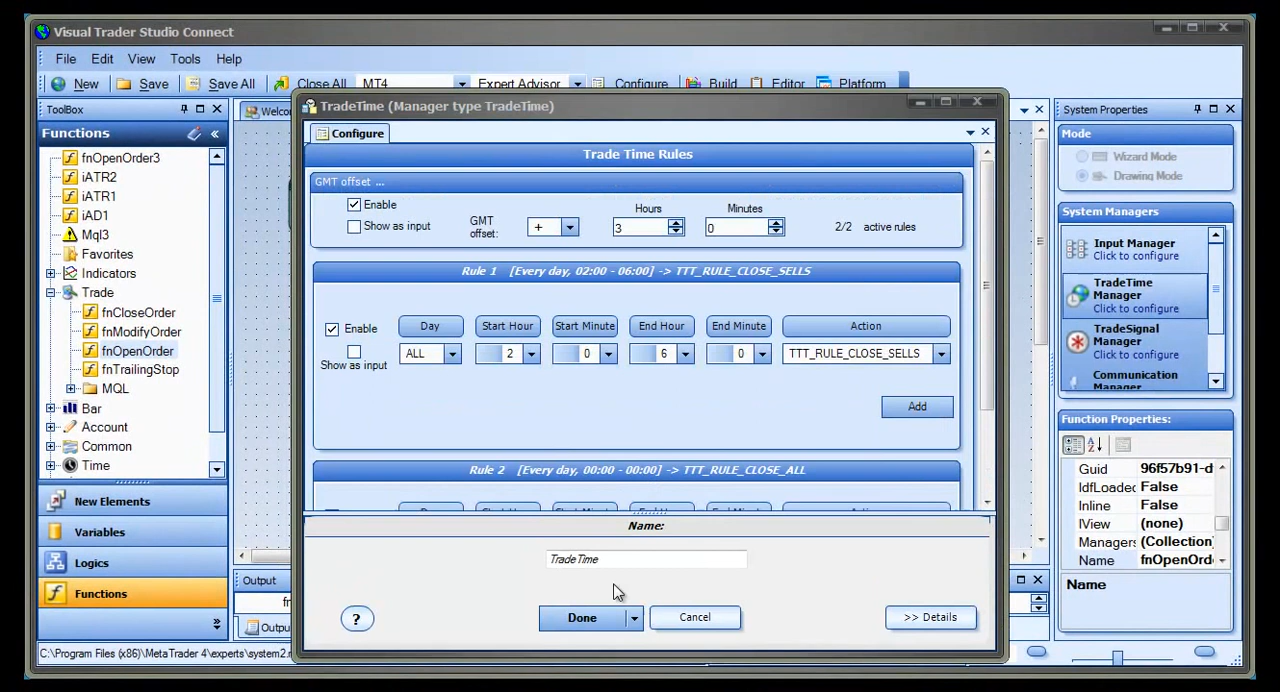 Visual Trader Studio Connect
File Edit View Tools
New Save Save All Close All MT4 Expert Advisor Configure Build Editor Platform
ToolBox
Functions
fnOpenOrder3
iATR2
iATR1
iAD1
Mql3
Favorites
Indicators
Trade
fnCloseOrder
fnModifyOrder
fnOpenOrder
fnTrailingStop
MQL
Bar
Account
Common
Time
New Elements
Variables
Logics
Functions
C:\Program Files (x86)\MetaTrader 4\experts\system2.m
Welco
TradeTime (Manager type TradeTime)
Configure
Trade Time Rules
GMT offset ...
Enable
Show as input
GMT offset:
+
Hours
3
Minutes
0
2/2 active rules
Rule 1 [Every day, 02:00 - 06:00] -> TTT_RULE_CLOSE_SELLS
Enable Day Start Hour Start Minute End Hour End Minute Action
ALL 2 0 6 0 TTT_RULE_CLOSE_SELLS
Show as input
Add
Rule 2 [Every day, 00:00 - 00:00] -> TTT_RULE_CLOSE_ALL
Name:
TradeTime
? Done Cancel >> Details
Output
fn
Outpu
System Properties
Mode
Wizard Mode
Drawing Mode
System Managers
Input Manager
Click to configure
TradeTime
Manager
Click to configure
TradeSignal
Manager
Click to configure
Communication
Manager
Function Properties:
Guid 96f57b91-d
IdfLoaded False
Inline False
IView (none)
Managers (Collection)
Name fnOpenOrd
Name